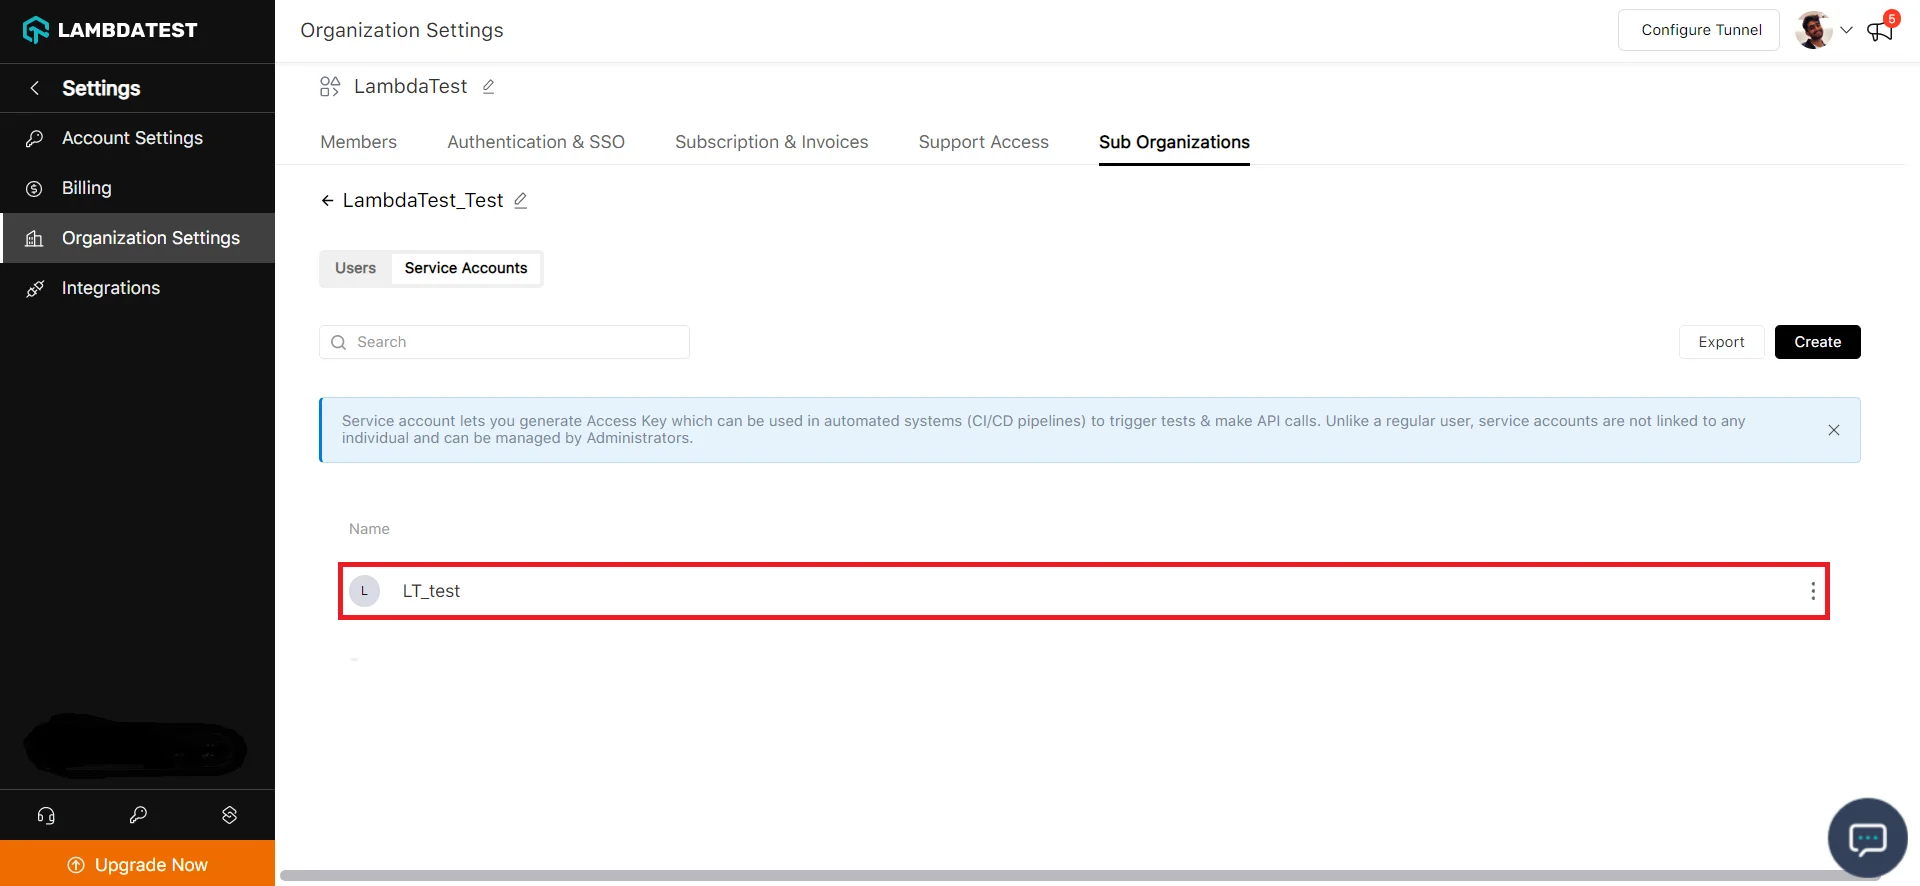 LAMBDATEST
Organization Settings
Configure Tunnel
5
Settings
Account Settings
Billing
Organization Settings
Integrations
LambdaTest
Members
Authentication & SSO
Subscription & Invoices
Support Access
Sub Organizations
LambdaTest_Test
Users
Service Accounts
Search
Export
Create
Service account lets you generate Access Key which can be used in automated systems (CI/CD pipelines) to trigger tests & make API calls. Unlike a regular user, service accounts are not linked to any
individual and can be managed by Administrators.
Name
L
LT_test
Upgrade Now